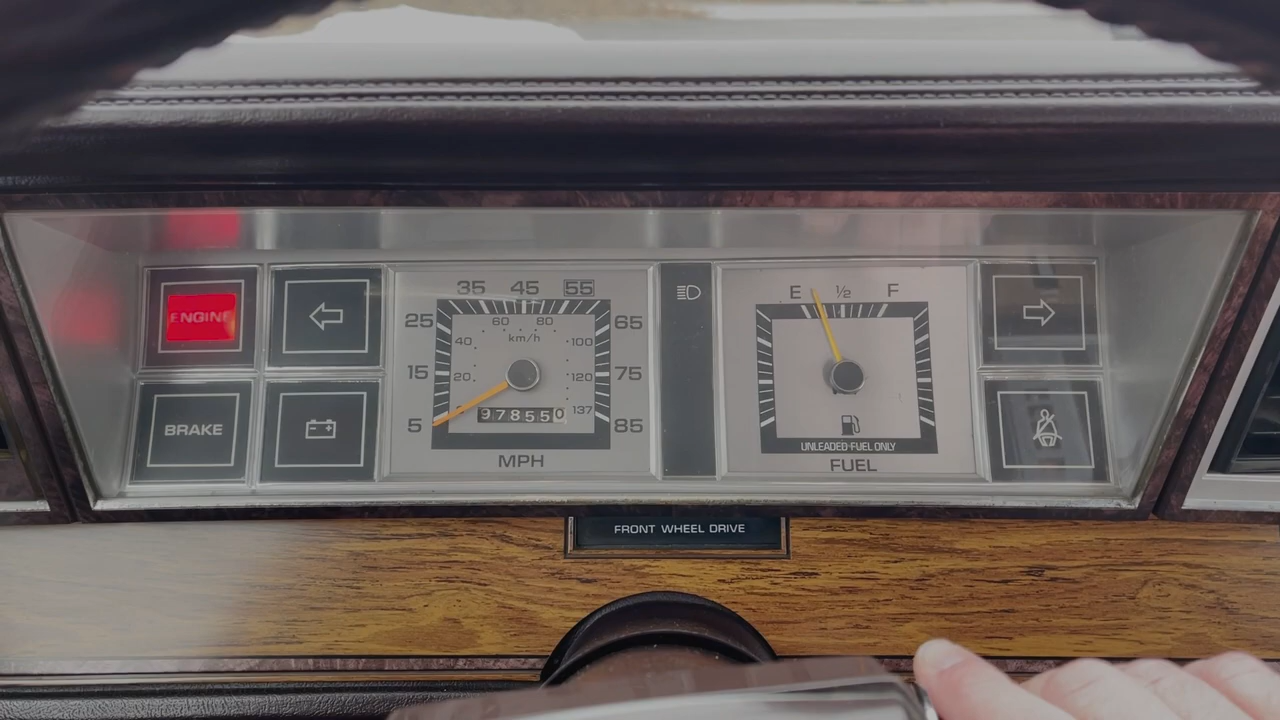 ENGINE
BRAKE
35 45 55
25 65
15 75
5 85
60 80
km/h
40 100
20 120
137
978550
MPH
E ½ F
UNLEADED FUEL ONLY
FUEL
FRONT WHEEL DRIVE